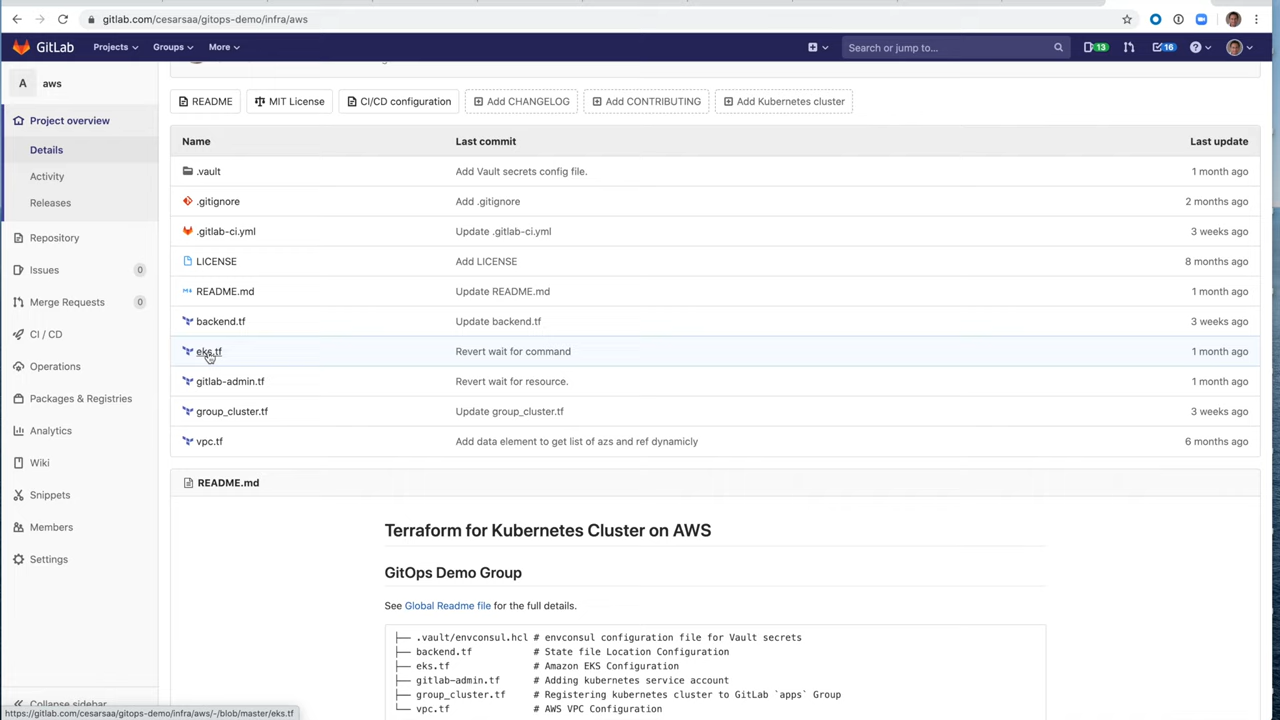 gitlab.com/cesarsaa/gitops-demo/infra/aws
GitLab Projects Groups More Search or jump to... 13 16
A aws
Project overview
Details
Activity
Releases
Repository
Issues 0
Merge Requests 0
CI / CD
Operations
Packages & Registries
Analytics
Wiki
Snippets
Members
Settings
Collapse sidebar
README MIT License CI/CD configuration Add CHANGELOG Add CONTRIBUTING Add Kubernetes cluster
Name Last commit Last update
.vault Add Vault secrets config file. 1 month ago
.gitignore Add .gitignore 2 months ago
.gitlab-ci.yml Update .gitlab-ci.yml 3 weeks ago
LICENSE Add LICENSE 8 months ago
README.md Update README.md 1 month ago
backend.tf Update backend.tf 3 weeks ago
eks.tf Revert wait for command 1 month ago
gitlab-admin.tf Revert wait for resource. 1 month ago
group_cluster.tf Update group_cluster.tf 3 weeks ago
vpc.tf Add data element to get list of azs and ref dynamicly 6 months ago
README.md
Terraform for Kubernetes Cluster on AWS
GitOps Demo Group
See Global Readme file for the full details.
├── .vault/envconsul.hcl # envconsul configuration file for Vault secrets
├── backend.tf # State file Location Configuration
├── eks.tf # Amazon EKS Configuration
├── gitlab-admin.tf # Adding kubernetes service account
├── group_cluster.tf # Registering kubernetes cluster to GitLab `apps` Group
└── vpc.tf # AWS VPC Configuration
https://gitlab.com/cesarsaa/gitops-demo/infra/aws/-/blob/master/eks.tf